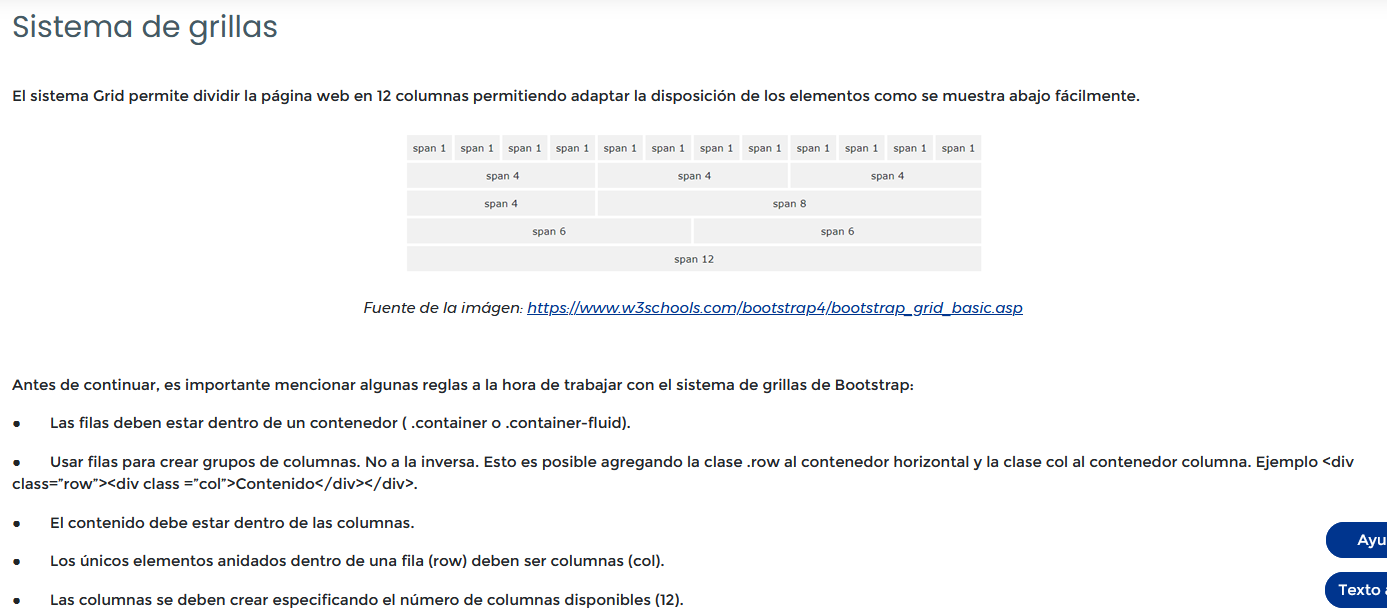 Sistema de grillas
El sistema Grid permite dividir la página web en 12 columnas permitiendo adaptar la disposición de los elementos como se muestra abajo fácilmente.
span 1 span 1 span 1 span 1 span 1 span 1 span 1 span 1 span 1 span 1 span 1 span 1
span 4 span 4 span 4
span 4 span 8
span 6 span 6
span 12
Fuente de la imágen: https://www.w3schools.com/bootstrap4/bootstrap_grid_basic.asp
Antes de continuar, es importante mencionar algunas reglas a la hora de trabajar con el sistema de grillas de Bootstrap:
● Las filas deben estar dentro de un contenedor ( .container o .container-fluid).
● Usar filas para crear grupos de columnas. No a la inversa. Esto es posible agregando la clase .row al contenedor horizontal y la clase col al contenedor columna. Ejemplo <div
class=”row”><div class =”col”>Contenido</div></div>.
● El contenido debe estar dentro de las columnas.
Ayu
● Los únicos elementos anidados dentro de una fila (row) deben ser columnas (col).
Texto
● Las columnas se deben crear especificando el número de columnas disponibles (12).